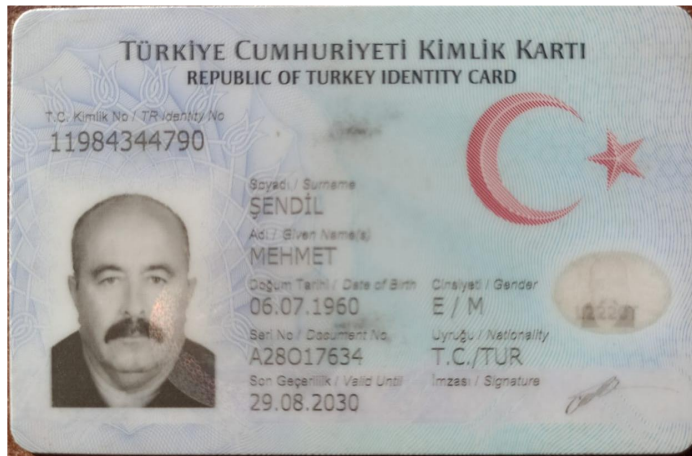 TÜRKİYE CUMHURİYETİ KİMLİK KARTI
REPUBLIC OF TURKEY IDENTITY CARD
T.C. Kimlik No / TR Identity No
11984344790
Soyadı / Surname
ŞENDİL
Adı / Given Name(s)
MEHMET
Doğum Tarihi / Date of Birth Cinsiyeti / Gender
06.07.1960 E / M
Seri No / Document No. Uyruğu / Nationality
A28O17634 T.C./TUR
Son Geçerlilik / Valid Until İmzası / Signature
29.08.2030